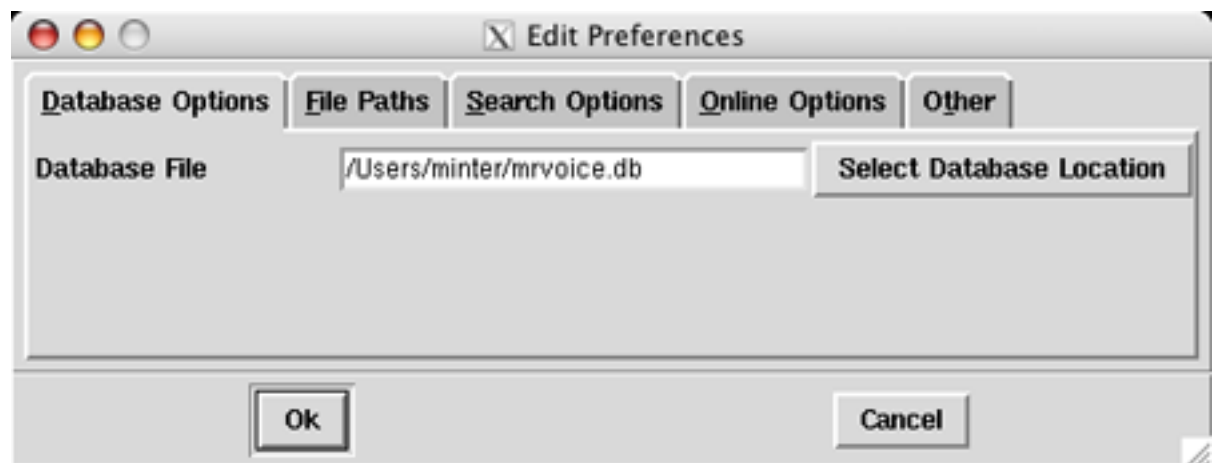 Edit Preferences
Database Options File Paths Search Options Online Options Other
Database File /Users/minter/mrvoice.db Select Database Location
Ok Cancel